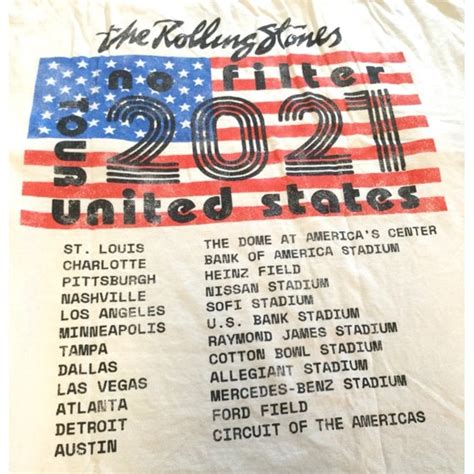 the Rolling Stones
no filter
TOUR 2021
united states
ST. LOUIS THE DOME AT AMERICA'S CENTER
CHARLOTTE BANK OF AMERICA STADIUM
PITTSBURGH HEINZ FIELD
NASHVILLE NISSAN STADIUM
LOS ANGELES SOFI STADIUM
MINNEAPOLIS U.S. BANK STADIUM
TAMPA RAYMOND JAMES STADIUM
DALLAS COTTON BOWL STADIUM
LAS VEGAS ALLEGIANT STADIUM
ATLANTA MERCEDES-BENZ STADIUM
DETROIT FORD FIELD
AUSTIN CIRCUIT OF THE AMERICAS